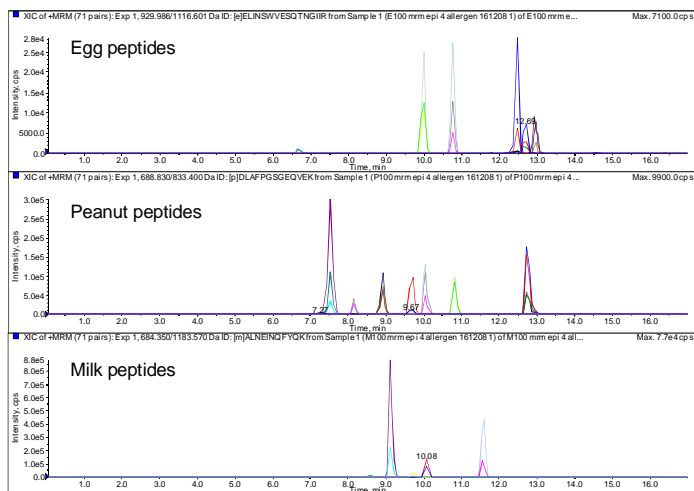 XIC of +MRM (71 pairs): Exp 1, 929.986/1116.601 Da ID: [e]ELINSWVESQTNGIIR from Sample 1 (E100 mrm epi 4 allergen 161208 1) of E100 mrm e... Max. 7100.0 cps
Egg peptides
Intensity, cps
2.8e4
2.0e4
1.5e4
1.0e4
5000.0
0.0
12.69
1.0 2.0 3.0 4.0 5.0 6.0 7.0 8.0 9.0 10.0 11.0 12.0 13.0 14.0 15.0 16.0
Time, min
XIC of +MRM (71 pairs): Exp 1, 688.830/833.400 Da ID: [p]DLAFPGSGEQVEK from Sample 1 (P100 mrm epi 4 allergen 161208 1) of P100 mrm epi 4 ... Max. 9900.0 cps
Peanut peptides
Intensity, cps
3.0e5
2.0e5
1.5e5
1.0e5
5.0e4
0.0
7.27 9.67
1.0 2.0 3.0 4.0 5.0 6.0 7.0 8.0 9.0 10.0 11.0 12.0 13.0 14.0 15.0 16.0
Time, min
XIC of +MRM (71 pairs): Exp 1, 684.350/1183.570 Da ID: [m]ALNEINQFYQK from Sample 1 (M100 mrm epi 4 allergen 161208 1) of M100 mrm epi 4 all... Max. 7.7e4 cps
Milk peptides
Intensity, cps
8.8e5
8.0e5
6.0e5
5.0e5
4.0e5
3.0e5
2.0e5
1.0e5
0.0
10.08
1.0 2.0 3.0 4.0 5.0 6.0 7.0 8.0 9.0 10.0 11.0 12.0 13.0 14.0 15.0 16.0
Time, min